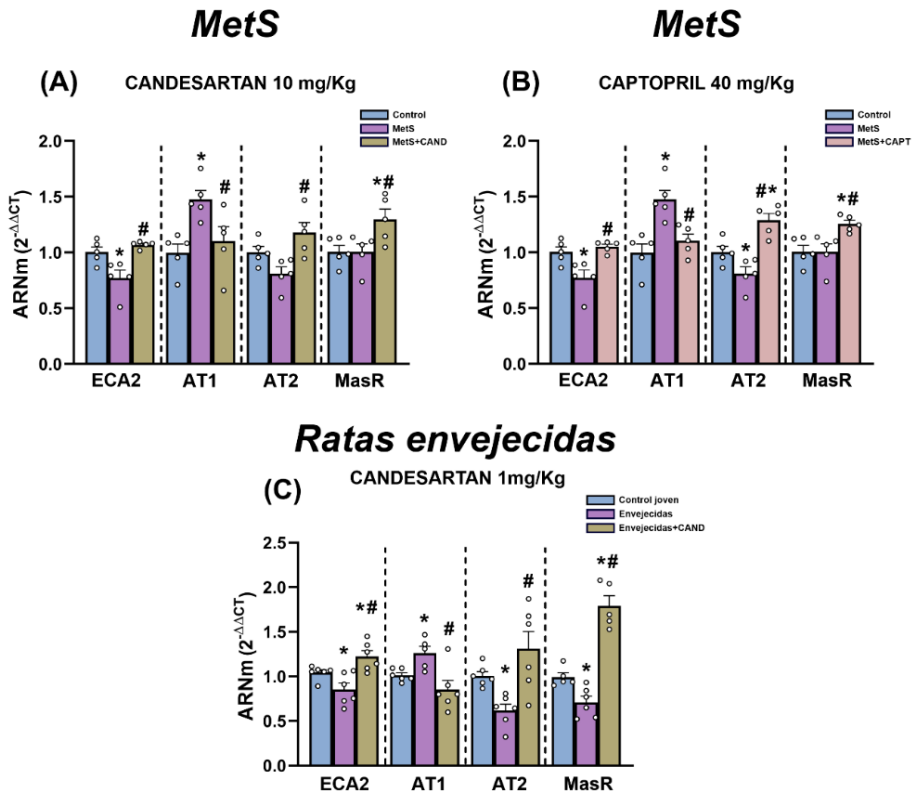 MetS
MetS
(A)
CANDESARTAN 10 mg/Kg
Control
MetS
MetS+CAND
ARNm (2-ΔΔCT)
2.0
1.5
1.0
0.5
0.0
*
#
*
#
#
*#
ECA2
AT1
AT2
MasR
(B)
CAPTOPRIL 40 mg/Kg
Control
MetS
MetS+CAPT
ARNm (2-ΔΔCT)
2.0
1.5
1.0
0.5
0.0
*
#
*
#
*
#*
*#
ECA2
AT1
AT2
MasR
Ratas envejecidas
(C)
CANDESARTAN 1mg/Kg
Control joven
Envejecidas
Envejecidas+CAND
ARNm (2-ΔΔCT)
2.5
2.0
1.5
1.0
0.5
0.0
*
*#
*
#
*
#
*
*#
ECA2
AT1
AT2
MasR